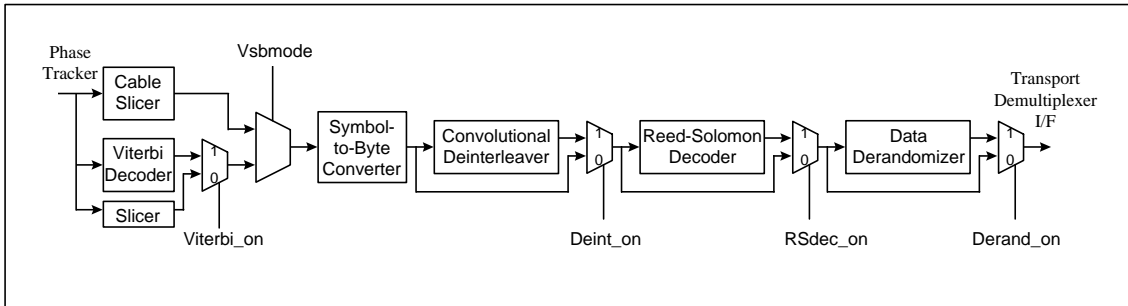 Phase
Tracker
Vsbmode
Cable
Slicer
Viterbi
Decoder
Slicer
1
0
Viterbi_on
Symbol-
to-Byte
Converter
Convolutional
Deinterleaver
1
0
Deint_on
Reed-Solomon
Decoder
1
0
RSdec_on
Data
Derandomizer
1
0
Derand_on
Transport
Demultiplexer
I/F